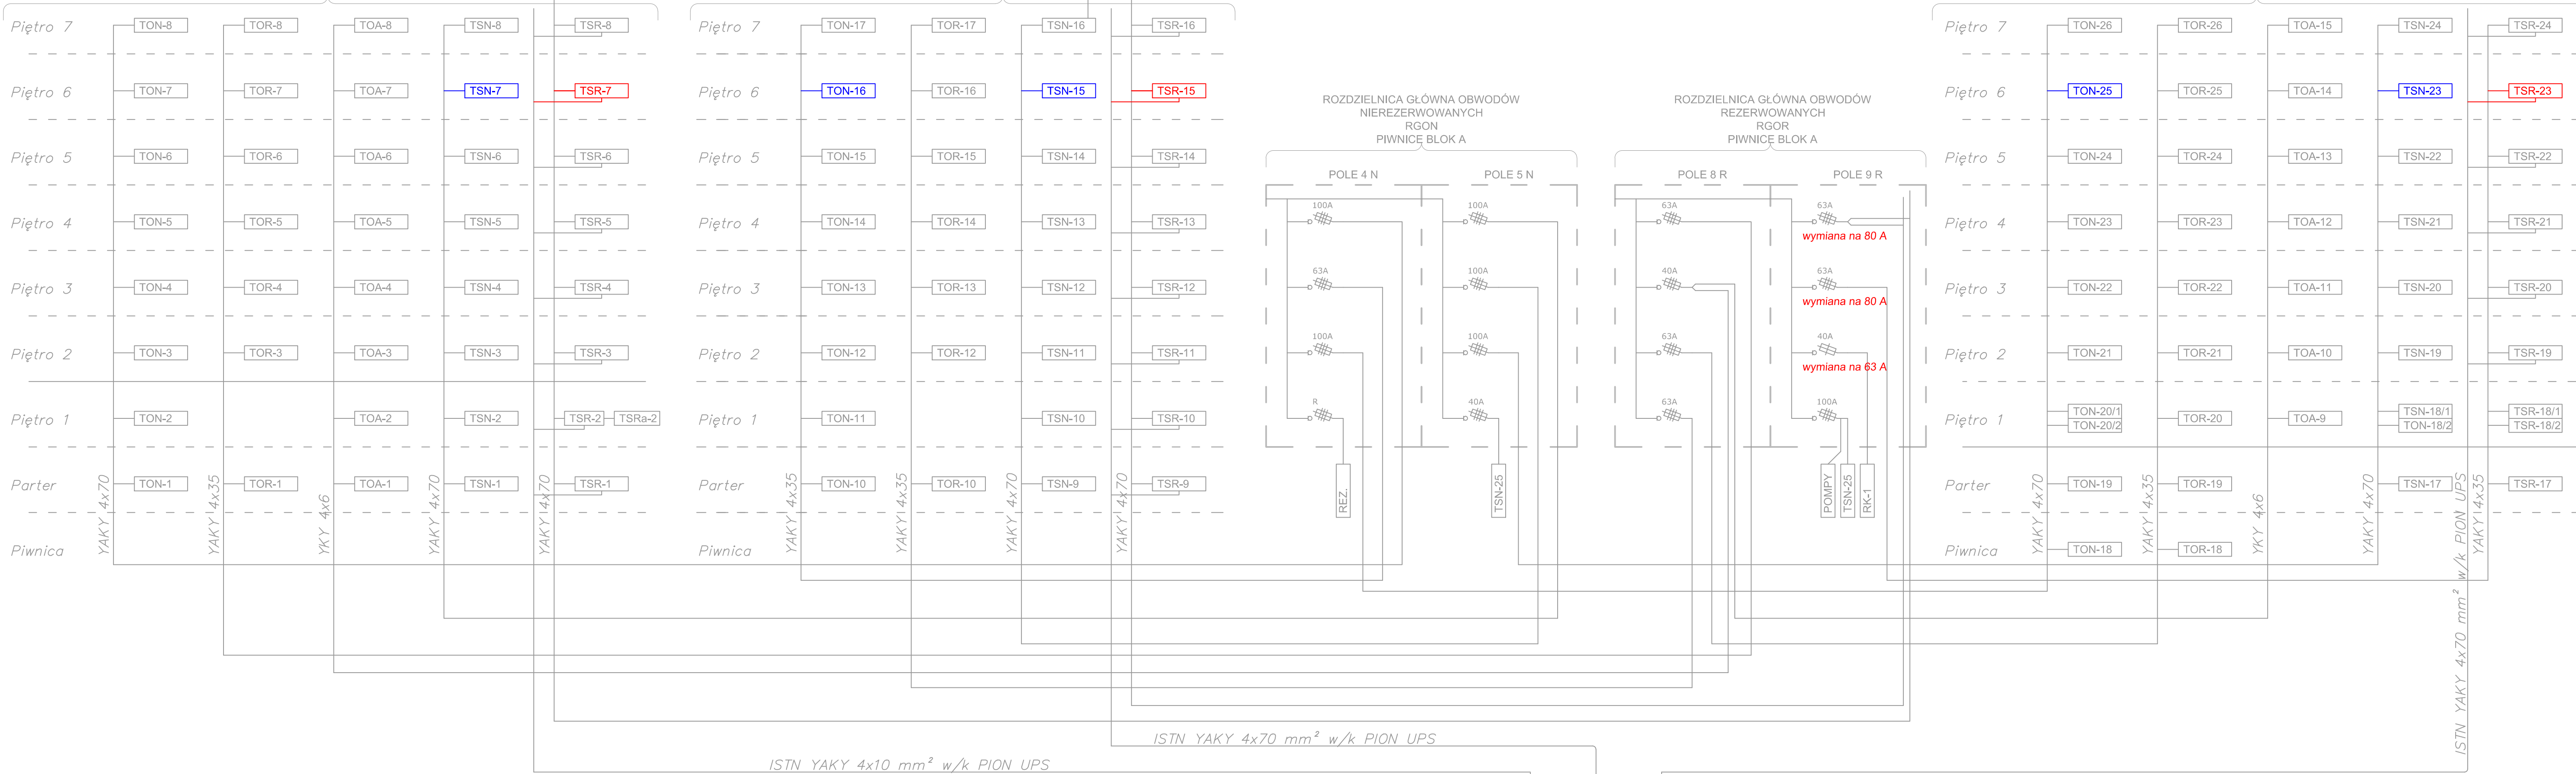 Piętro 7 TON-8 TOR-8 TOA-8 TSN-8 TSR-8
Piętro 6 TON-7 TOR-7 TOA-7 TSN-7 TSR-7
Piętro 5 TON-6 TOR-6 TOA-6 TSN-6 TSR-6
Piętro 4 TON-5 TOR-5 TOA-5 TSN-5 TSR-5
Piętro 3 TON-4 TOR-4 TOA-4 TSN-4 TSR-4
Piętro 2 TON-3 TOR-3 TOA-3 TSN-3 TSR-3
Piętro 1 TON-2 TOA-2 TSN-2 TSR-2 TSRa-2
Parter TON-1 TOR-1 TOA-1 TSN-1 TSR-1
Piwnica
YAKY 4x70
YAKY 4x35
YKY 4x6
YAKY 4x70
YAKY 4x70
Piętro 7 TON-17 TOR-17 TSN-16 TSR-16
Piętro 6 TON-16 TOR-16 TSN-15 TSR-15
Piętro 5 TON-15 TOR-15 TSN-14 TSR-14
Piętro 4 TON-14 TOR-14 TSN-13 TSR-13
Piętro 3 TON-13 TOR-13 TSN-12 TSR-12
Piętro 2 TON-12 TOR-12 TSN-11 TSR-11
Piętro 1 TON-11 TSN-10 TSR-10
Parter TON-10 TOR-10 TSN-9 TSR-9
Piwnica
YAKY 4x35
YAKY 4x35
YAKY 4x70
YAKY 4x70
ROZDZIELNICA GŁÓWNA OBWODÓW
NIEREZERWOWANYCH
RGON
PIWNICE BLOK A
POLE 4 N
100A
63A
100A
R
REZ.
POLE 5 N
100A
100A
100A
40A
TSN-25
ROZDZIELNICA GŁÓWNA OBWODÓW
REZERWOWANYCH
RGOR
PIWNICE BLOK A
POLE 8 R
63A
40A
63A
63A
POLE 9 R
63A
wymiana na 80 A
63A
wymiana na 80 A
40A
wymiana na 63 A
100A
POMPY
TSN-25
RK-1
Piętro 7 TON-26 TOR-26 TOA-15 TSN-24 TSR-24
Piętro 6 TON-25 TOR-25 TOA-14 TSN-23 TSR-23
Piętro 5 TON-24 TOR-24 TOA-13 TSN-22 TSR-22
Piętro 4 TON-23 TOR-23 TOA-12 TSN-21 TSR-21
Piętro 3 TON-22 TOR-22 TOA-11 TSN-20 TSR-20
Piętro 2 TON-21 TOR-21 TOA-10 TSN-19 TSR-19
Piętro 1 TON-20/1 TOR-20 TOA-9 TSN-18/1 TSR-18/1
TON-20/2 TON-18/2 TSR-18/2
Parter TON-19 TOR-19 TSN-17 TSR-17
Piwnica TON-18 TOR-18
YAKY 4x70
YAKY 4x35
YKY 4x6
YAKY 4x70
ISTN YAKY 4x70 mm² w/k PION UPS
YAKY 4x35
ISTN YAKY 4x70 mm² w/k PION UPS
ISTN YAKY 4x10 mm² w/k PION UPS